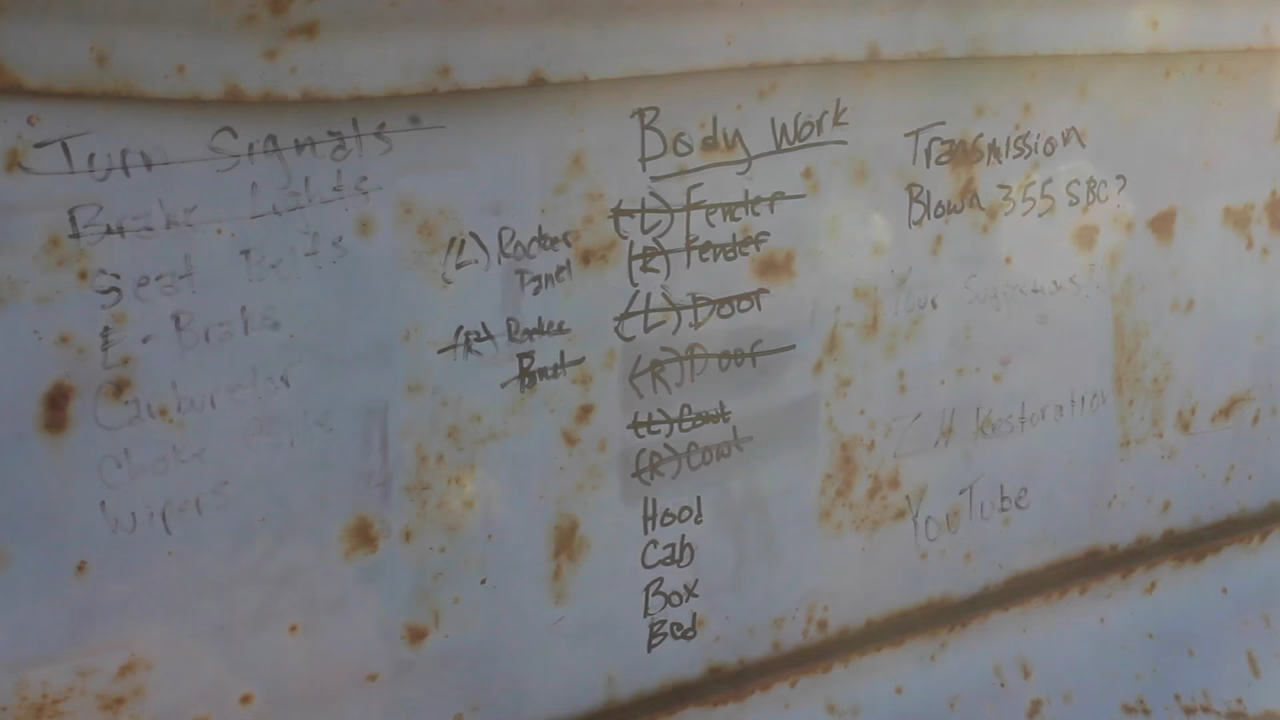 Turn Signals
Brake Lights
Seat Belts
E-Brake
Carburetor
Choke
Wipers
(L) Rocker
Panel
(R) Rocker
Panel
Body Work
(L) Fender
(R) Fender
(L) Door
(R) Door
(L) Cowl
(R) Cowl
Hood
Cab
Box
Bed
Transmission
Blown 355 SBC?
Your Suggestions!!
Restoration
YouTube